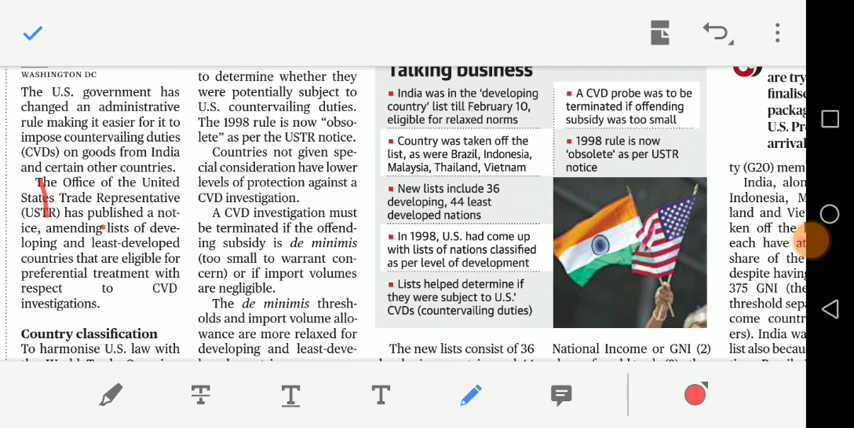 WASHINGTON DC
The U.S. government has
changed an administrative
rule making it easier for it to
impose countervailing duties
(CVDs) on goods from India
and certain other countries.
The Office of the United
States Trade Representative
(USTR) has published a not-
ice, amending lists of deve-
loping and least-developed
countries that are eligible for
preferential treatment with
respect to CVD
investigations.
Country classification
To harmonise U.S. law with
to determine whether they
were potentially subject to
U.S. countervailing duties.
The 1998 rule is now “obso-
lete” as per the USTR notice.
Countries not given spe-
cial consideration have lower
levels of protection against a
CVD investigation.
A CVD investigation must
be terminated if the offend-
ing subsidy is de minimis
(too small to warrant con-
cern) or if import volumes
are negligible.
The de minimis thresh-
olds and import volume allo-
wance are more relaxed for
developing and least-deve-
Talking business
India was in the ‘developing
country’ list till February 10,
eligible for relaxed norms
Country was taken off the
list, as were Brazil, Indonesia,
Malaysia, Thailand, Vietnam
New lists include 36
developing, 44 least
developed nations
In 1998, U.S. had come up
with lists of nations classified
as per level of development
Lists helped determine if
they were subject to U.S.’
CVDs (countervailing duties)
A CVD probe was to be
terminated if offending
subsidy was too small
1998 rule is now
‘obsolete’ as per USTR
notice
The new lists consist of 36
National Income or GNI (2)
are try
finalise
packag
U.S. Pr
arrival
ty (G20) mem
India, alon
Indonesia, M
land and Vie
ken off the
each have at
share of the
despite having
375 GNI (the
threshold sepa
come countr
ers). India wa
list also becau
T
T
T